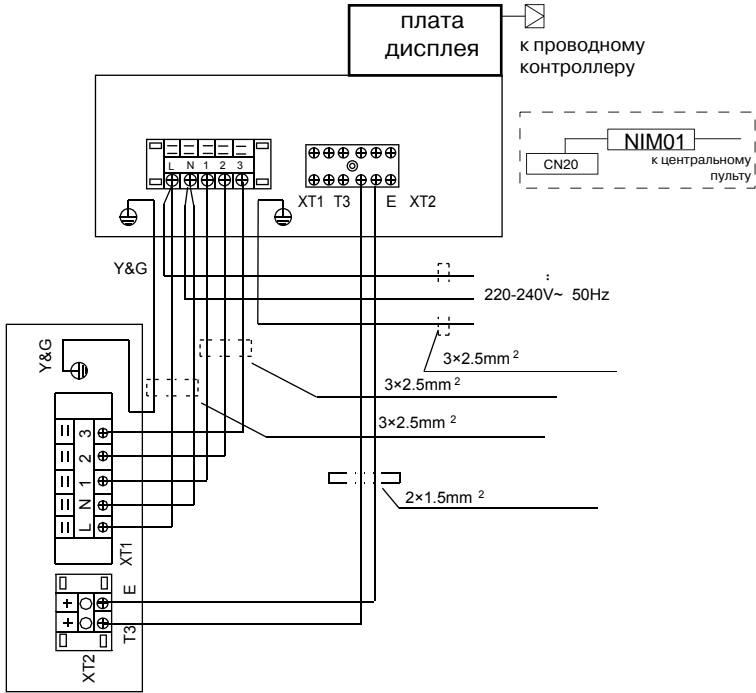 плата
дисплея
к проводному
контроллеру
NIM01
CN20
к центральному
пульту
L N 1 2 3
XT1 T3 E XT2
Y&G
:
220-240V~ 50Hz
Y&G
3×2.5mm ²
3×2.5mm ²
3×2.5mm ²
3
2
1
N
L
XT1
2×1.5mm ²
E
T3
XT2